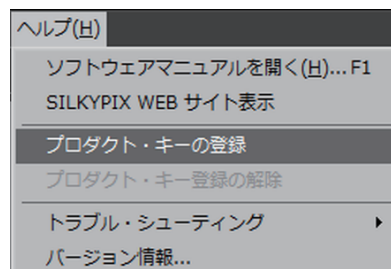 ヘルプ(H)
ソフトウェアマニュアルを開く(H)... F1
SILKYPIX WEB サイト表示
プロダクト・キーの登録
プロダクト・キー登録の解除
トラブル・シューティング
バージョン情報...